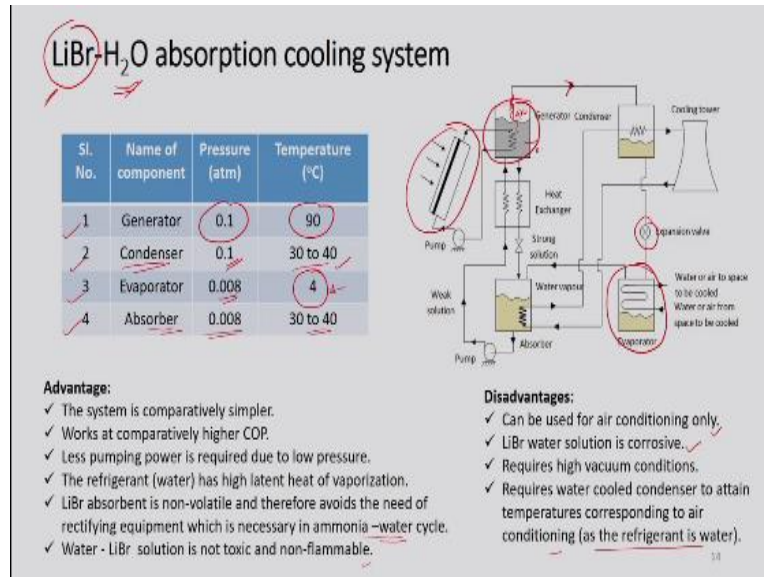 LiBr-H₂O absorption cooling system
Sl. No. Name of component Pressure (atm) Temperature (°C)
1 Generator 0.1 90
2 Condenser 0.1 30 to 40
3 Evaporator 0.008 4
4 Absorber 0.008 30 to 40
Generator Condenser
Cooling tower
Heat
Exchanger
Pump
Strong
solution
Expansion valve
Weak
solution
Water vapour
Water or air to space
to be cooled
Water or air from
space to be cooled
Absorber
Evaporator
Pump
Advantage:
✓ The system is comparatively simpler.
✓ Works at comparatively higher COP.
✓ Less pumping power is required due to low pressure.
✓ The refrigerant (water) has high latent heat of vaporization.
✓ LiBr absorbent is non-volatile and therefore avoids the need of
rectifying equipment which is necessary in ammonia –water cycle.
✓ Water - LiBr solution is not toxic and non-flammable.
Disadvantages:
✓ Can be used for air conditioning only.
✓ LiBr water solution is corrosive.
✓ Requires high vacuum conditions.
✓ Requires water cooled condenser to attain
temperatures corresponding to air
conditioning (as the refrigerant is water).
14